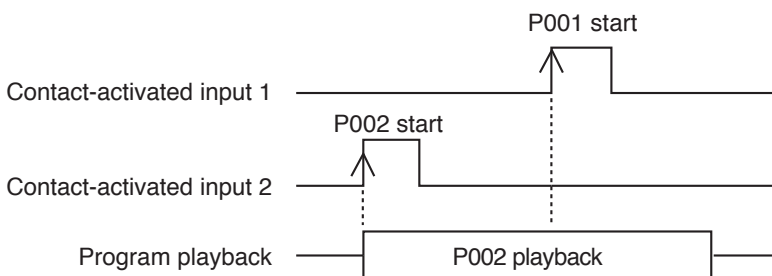 P001 start
Contact-activated input 1
P002 start
Contact-activated input 2
Program playback
P002 playback